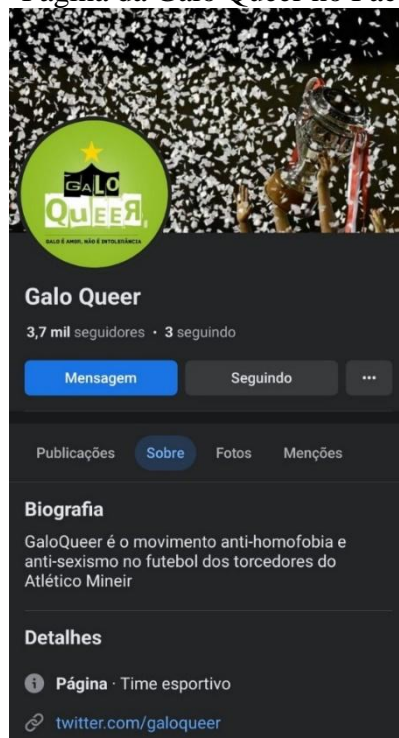 Página da Galo Queer no Fac
GALO
QUEER
GALO É AMOR, NÃO É INTOLERÂNCIA
Galo Queer
3,7 mil seguidores • 3 seguindo
Mensagem Seguindo ...
Publicações Sobre Fotos Menções
Biografia
GaloQueer é o movimento anti-homofobia e
anti-sexismo no futebol dos torcedores do
Atlético Mineir
Detalhes
Página · Time esportivo
twitter.com/galoqueer